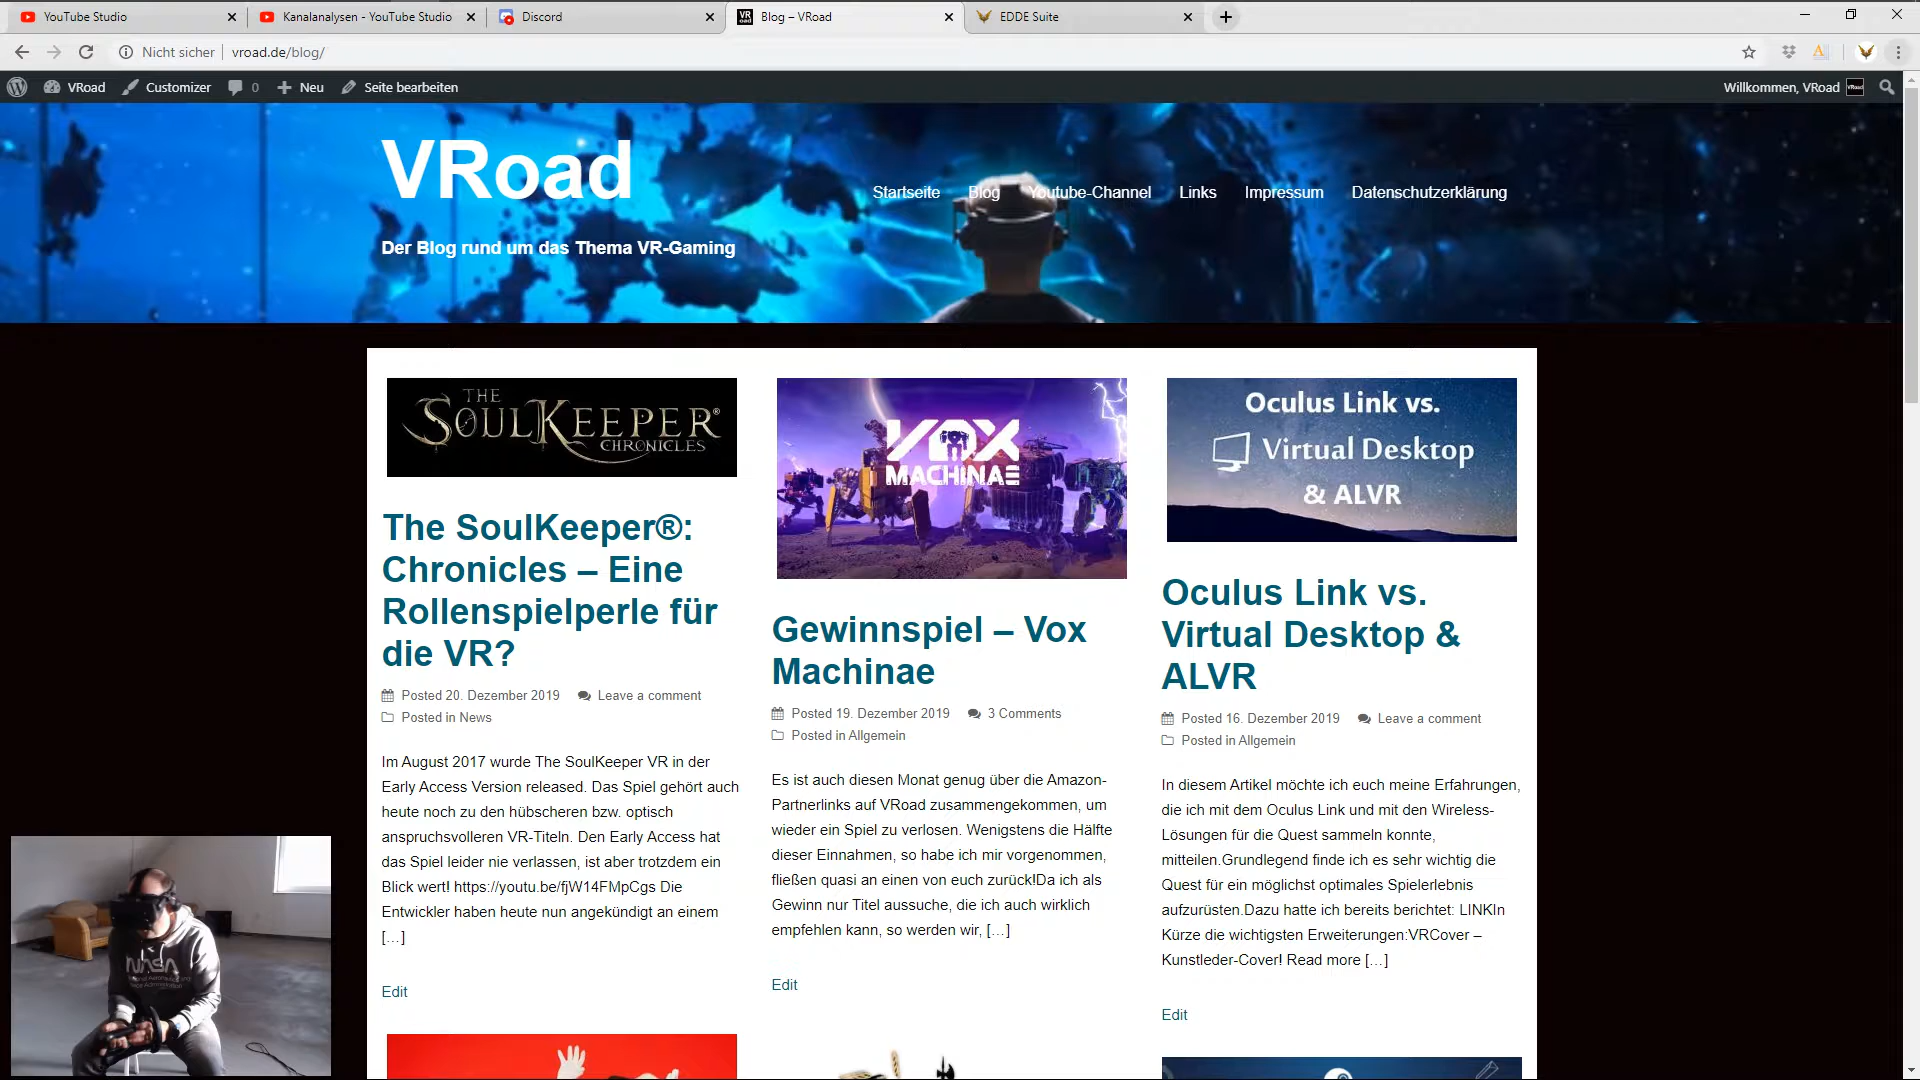 YouTube Studio
Kanalanalysen - YouTube Studio
Discord
Blog – VRoad
EDDE Suite
Nicht sicher
vroad.de/blog/
VRoad
Customizer
0
Neu
Seite bearbeiten
Willkommen, VRoad
VRoad
Startseite
Blog
Youtube-Channel
Links
Impressum
Datenschutzerklärung
Der Blog rund um das Thema VR-Gaming
THE
SOULKEEPER®
CHRONICLES
The SoulKeeper®:
Chronicles – Eine
Rollenspielperle für
die VR?
Posted 20. Dezember 2019
Leave a comment
Posted in News
Im August 2017 wurde The SoulKeeper VR in der
Early Access Version released. Das Spiel gehört auch
heute noch zu den hübscheren bzw. optisch
anspruchsvolleren VR-Titeln. Den Early Access hat
das Spiel leider nie verlassen, ist aber trotzdem ein
Blick wert! https://youtu.be/fjW14FMpCgs Die
Entwickler haben heute nun angekündigt an einem
[…]
Edit
VOX
MACHINAE
Gewinnspiel – Vox
Machinae
Posted 19. Dezember 2019
3 Comments
Posted in Allgemein
Es ist auch diesen Monat genug über die Amazon-
Partnerlinks auf VRoad zusammengekommen, um
wieder ein Spiel zu verlosen. Wenigstens die Hälfte
dieser Einnahmen, so habe ich mir vorgenommen,
fließen quasi an einen von euch zurück!Da ich als
Gewinn nur Titel aussuche, die ich auch wirklich
empfehlen kann, so werden wir, […]
Edit
Oculus Link vs.
Virtual Desktop
& ALVR
Oculus Link vs.
Virtual Desktop &
ALVR
Posted 16. Dezember 2019
Leave a comment
Posted in Allgemein
In diesem Artikel möchte ich euch meine Erfahrungen,
die ich mit dem Oculus Link und mit den Wireless-
Lösungen für die Quest sammeln konnte,
mitteilen.Grundlegend finde ich es sehr wichtig die
Quest für ein möglichst optimales Spielerlebnis
aufzurüsten.Dazu hatte ich bereits berichtet: LINKIn
Kürze die wichtigsten Erweiterungen:VRCover –
Kunstleder-Cover! Read more […]
Edit
NASA